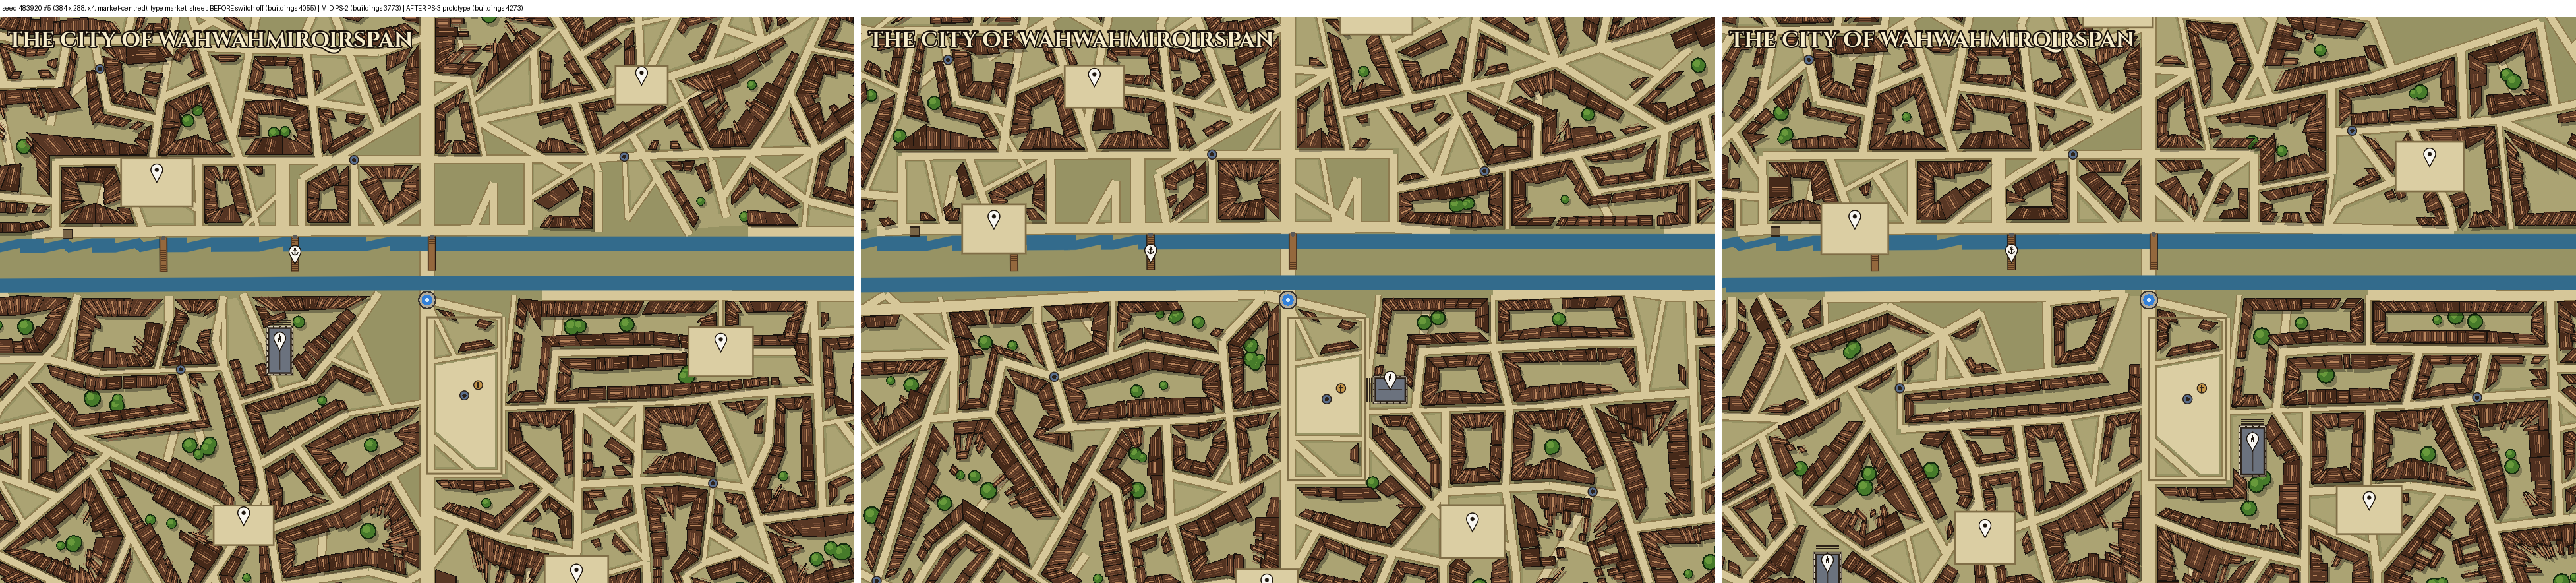 seed 483920 #5 (384 x 288, x4, market-centred), type market_street: BEFORE switch off (buildings 4055) | MID PS-2 (buildings 3773) | AFTER PS-3 prototype (buildings 4273)
THE CITY OF WAHWAHMIRQIRSPAN
THE CITY OF WAHWAHMIRQIRSPAN
THE CITY OF WAHWAHMIRQIRSPAN